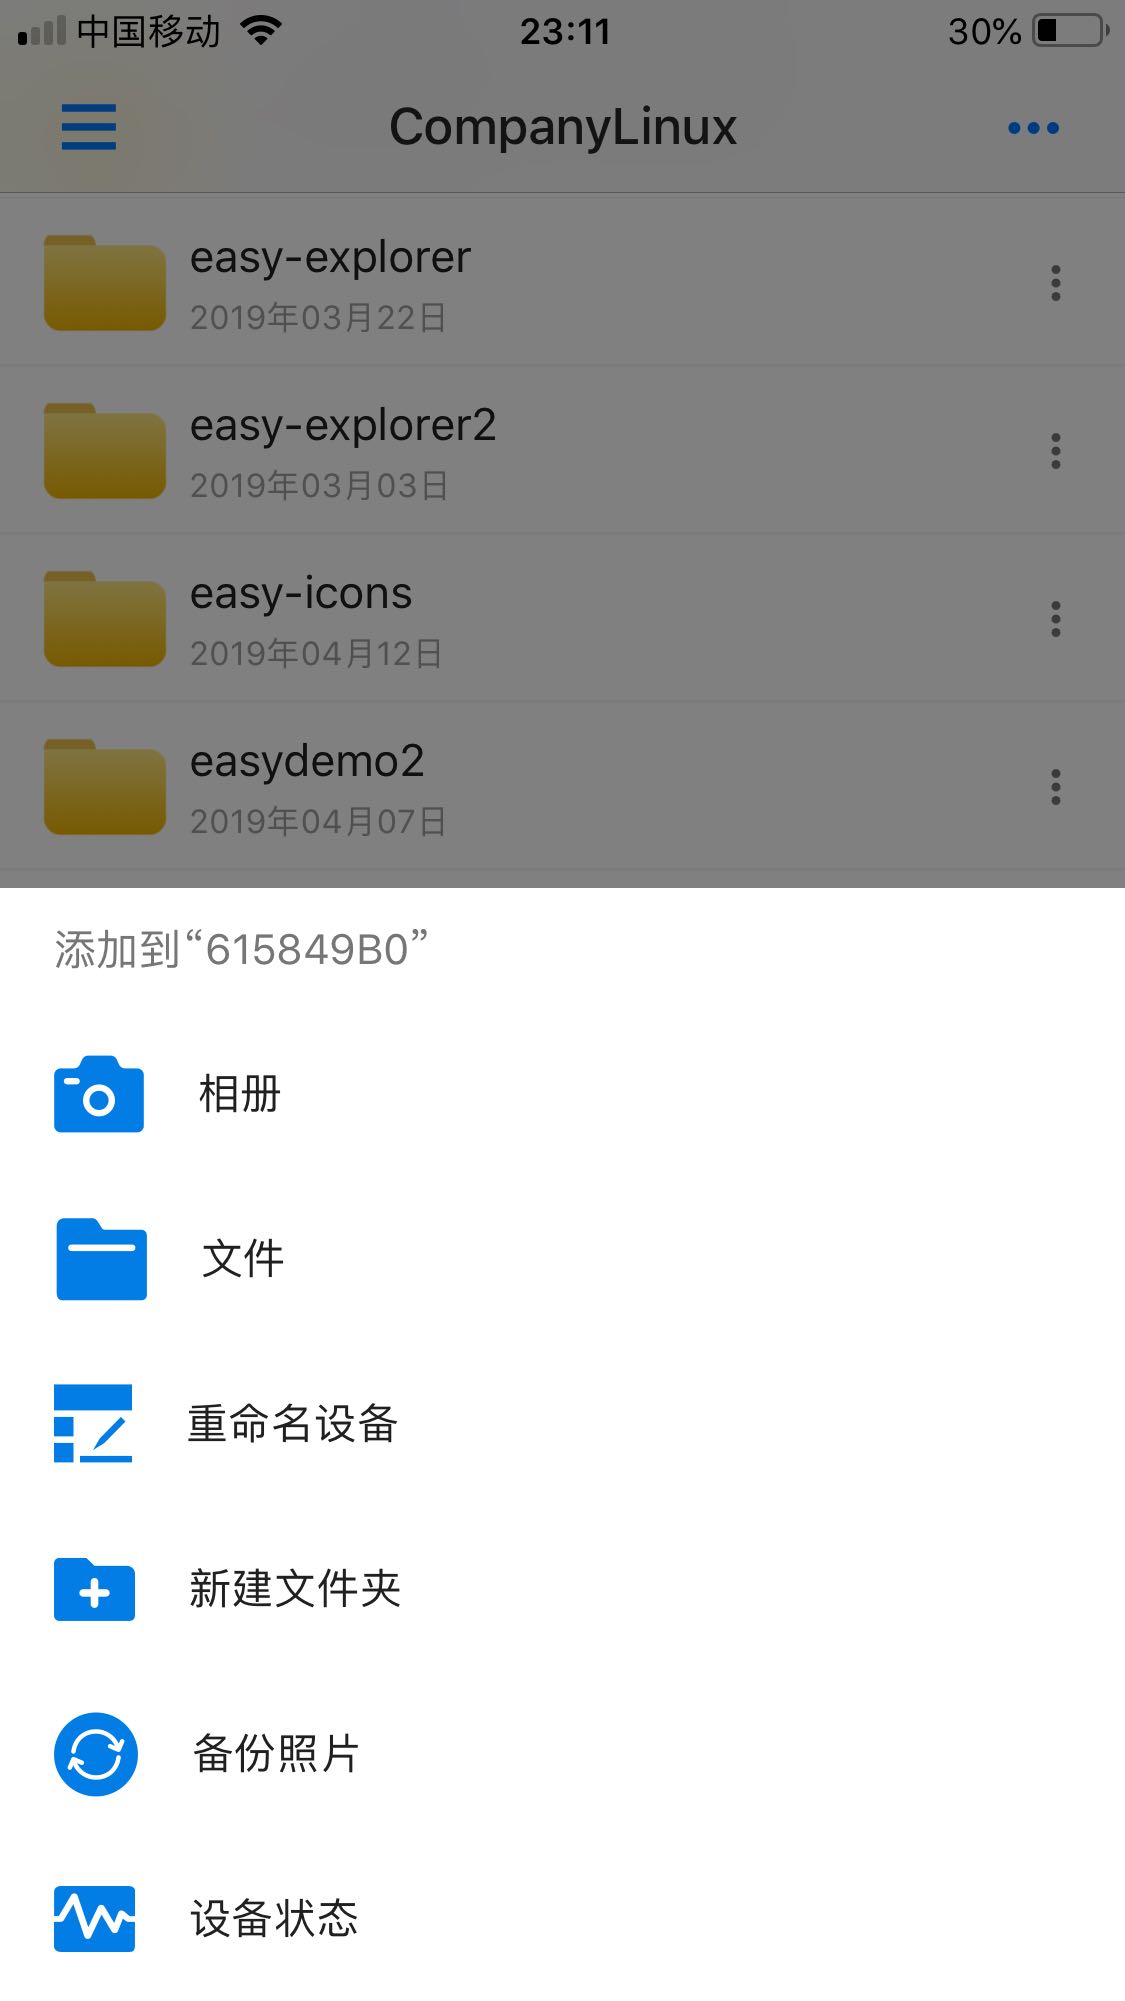 中国移动 23:11 30%
CompanyLinux
easy-explorer
2019年03月22日
easy-explorer2
2019年03月03日
easy-icons
2019年04月12日
easydemo2
2019年04月07日
添加到“615849B0”
相册
文件
重命名设备
新建文件夹
备份照片
设备状态